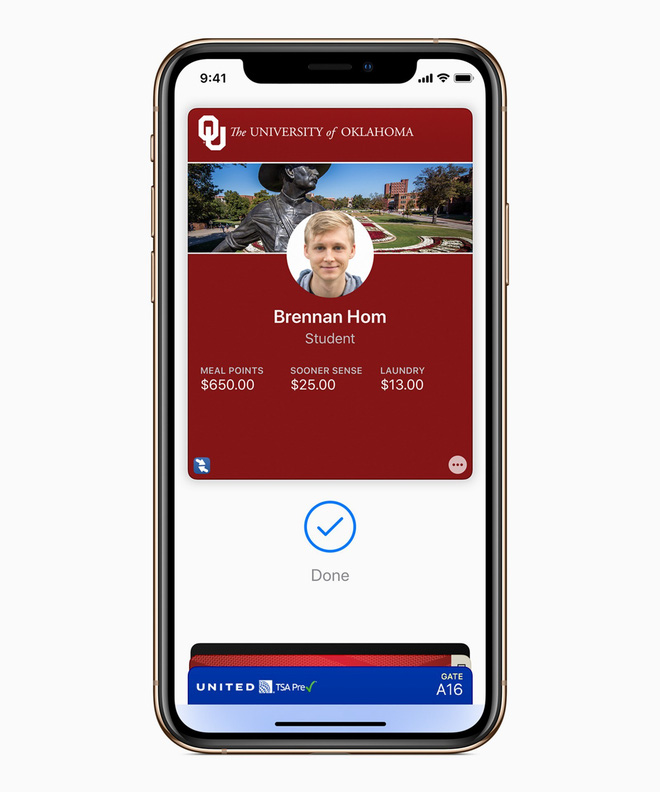 9:41
OU The UNIVERSITY of OKLAHOMA
Brennan Hom
Student
MEAL POINTS SOONER SENSE LAUNDRY
$650.00 $25.00 $13.00
Done
UNITED TSA Pre✓ GATE
A16